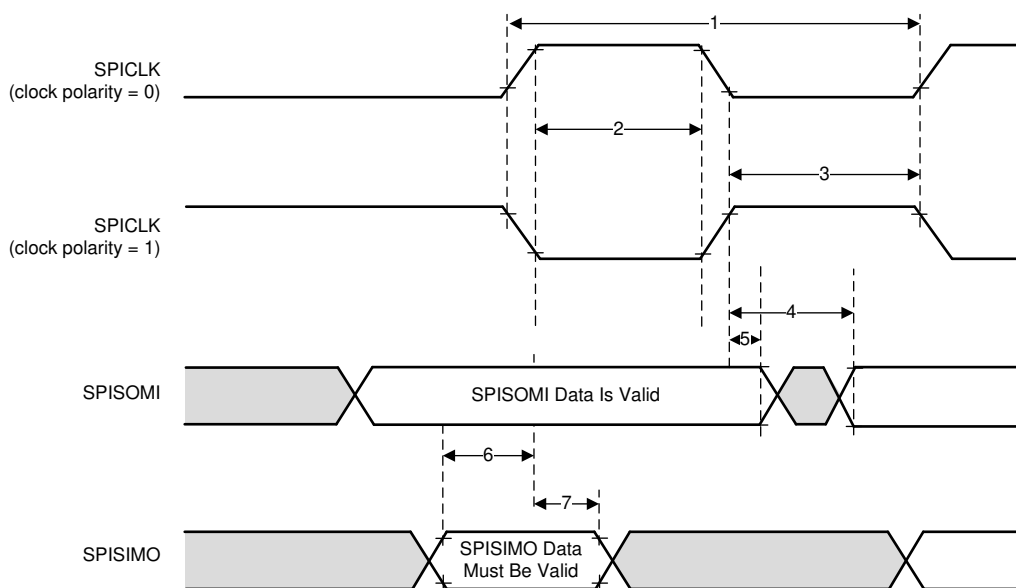 1
SPICLK
(clock polarity = 0)
2
3
SPICLK
(clock polarity = 1)
4
5
SPISOMI
SPISOMI Data Is Valid
6
7
SPISIMO
SPISIMO Data
Must Be Valid